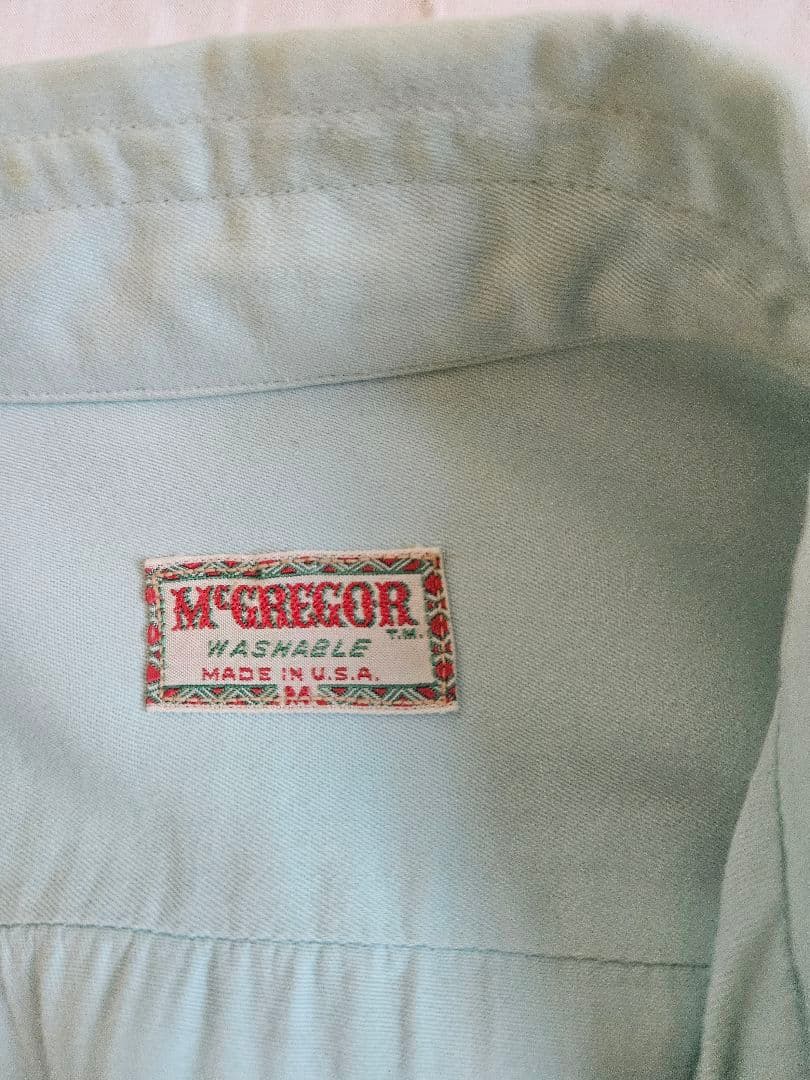 McGREGOR
T.M.
WASHABLE
MADE IN U.S.A.
M